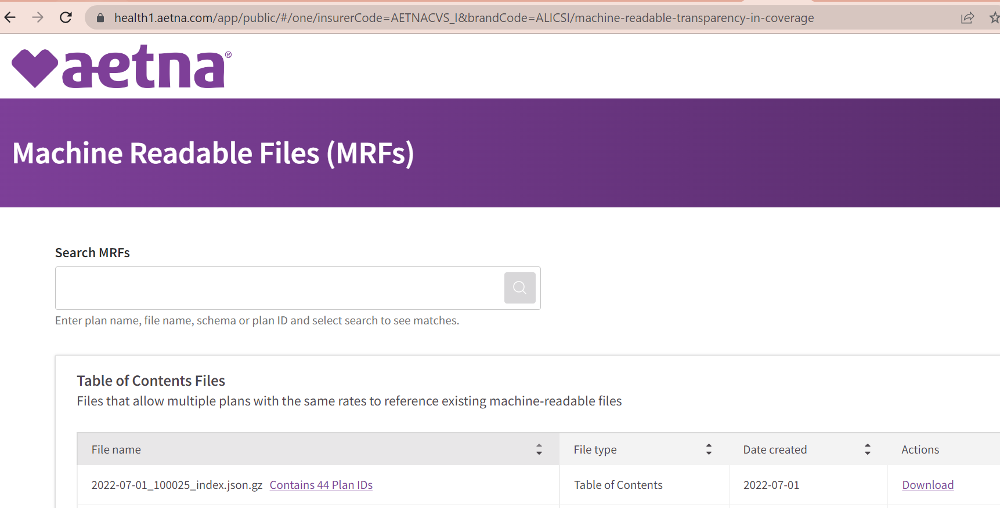 health1.aetna.com/app/public/#/one/insurerCode=AETNACVS_I&brandCode=ALICSI/machine-readable-transparency-in-coverage
aetna®
Machine Readable Files (MRFs)
Search MRFs
Enter plan name, file name, schema or plan ID and select search to see matches.
Table of Contents Files
Files that allow multiple plans with the same rates to reference existing machine-readable files
File name File type Date created Actions
2022-07-01_100025_index.json.gz Contains 44 Plan IDs Table of Contents 2022-07-01 Download